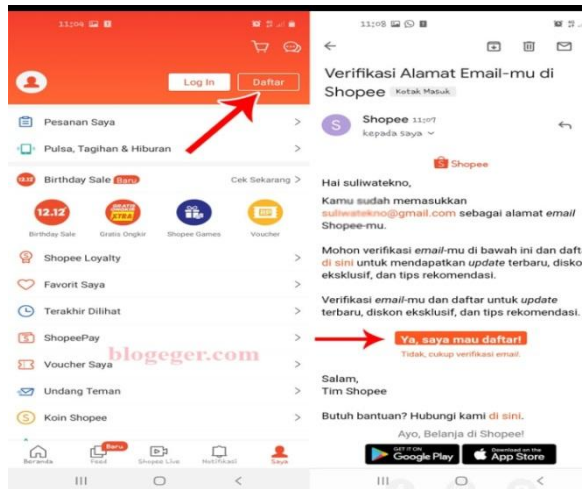 11:04
Log In
Daftar
Pesanan Saya
Pulsa, Tagihan & Hiburan
12.12 Birthday Sale Baru Cek Sekarang
12.12
GRATIS ONGKIR XTRA
Birthday Sale
Gratis Ongkir
Shopee Games
Voucher
Shopee Loyalty
Favorit Saya
Terakhir Dilihat
ShopeePay
blogeger.com
Voucher Saya
Undang Teman
Koin Shopee
Baru
Beranda
Feed
Shopee Live
Notifikasi
Saya
11:08
Verifikasi Alamat Email-mu di
Shopee Kotak Masuk
S
Shopee 11:07
kepada saya
Shopee
Hai suliwatekno,
Kamu sudah memasukkan
suliwatekno@gmail.com sebagai alamat email
Shopee-mu.
Mohon verifikasi email-mu di bawah ini dan dafta
di sini untuk mendapatkan update terbaru, disko
eksklusif, dan tips rekomendasi.
Verifikasi email-mu dan daftar untuk update
terbaru, diskon eksklusif, dan tips rekomendasi.
Ya, saya mau daftar!
Tidak, cukup verifikasi email.
Salam,
Tim Shopee
Butuh bantuan? Hubungi kami di sini.
Ayo, Belanja di Shopee!
GET IT ON
Google Play
Download on the
App Store